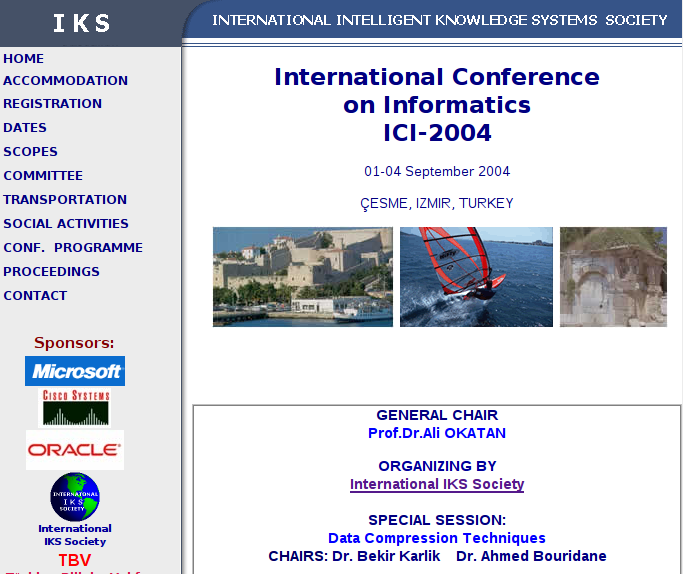 IKS
INTERNATIONAL INTELLIGENT KNOWLEDGE SYSTEMS SOCIETY
HOME
ACCOMMODATION
REGISTRATION
DATES
SCOPES
COMMITTEE
TRANSPORTATION
SOCIAL ACTIVITIES
CONF. PROGRAMME
PROCEEDINGS
CONTACT
Sponsors:
Microsoft
CISCO SYSTEMS
ORACLE
INTERNATIONAL
IKS
SOCIETY
International
IKS Society
TBV
International Conference
on Informatics
ICI-2004
01-04 September 2004
ÇESME, IZMIR, TURKEY
GENERAL CHAIR
Prof.Dr.Ali OKATAN
ORGANIZING BY
International IKS Society
SPECIAL SESSION:
Data Compression Techniques
CHAIRS: Dr. Bekir Karlik Dr. Ahmed Bouridane